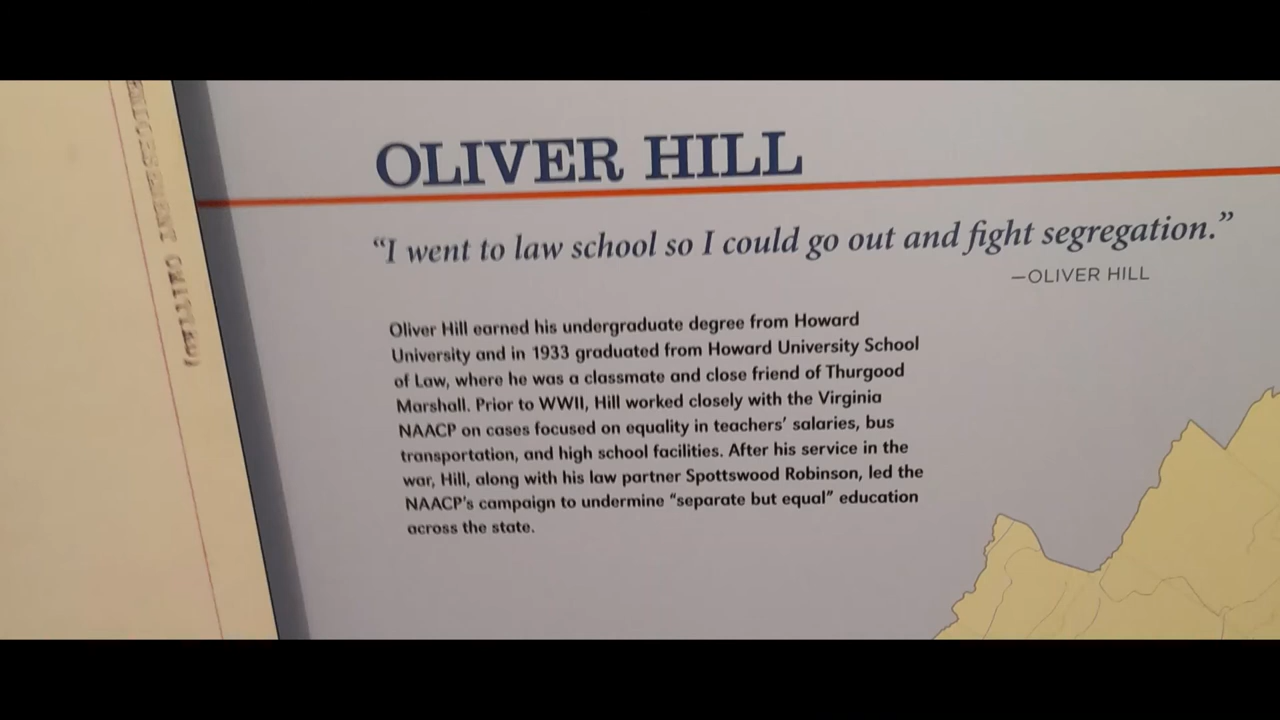 OLIVER HILL
“I went to law school so I could go out and fight segregation.”
—OLIVER HILL
Oliver Hill earned his undergraduate degree from Howard
University and in 1933 graduated from Howard University School
of Law, where he was a classmate and close friend of Thurgood
Marshall. Prior to WWII, Hill worked closely with the Virginia
NAACP on cases focused on equality in teachers’ salaries, bus
transportation, and high school facilities. After his service in the
war, Hill, along with his law partner Spottswood Robinson, led the
NAACP’s campaign to undermine “separate but equal” education
across the state.